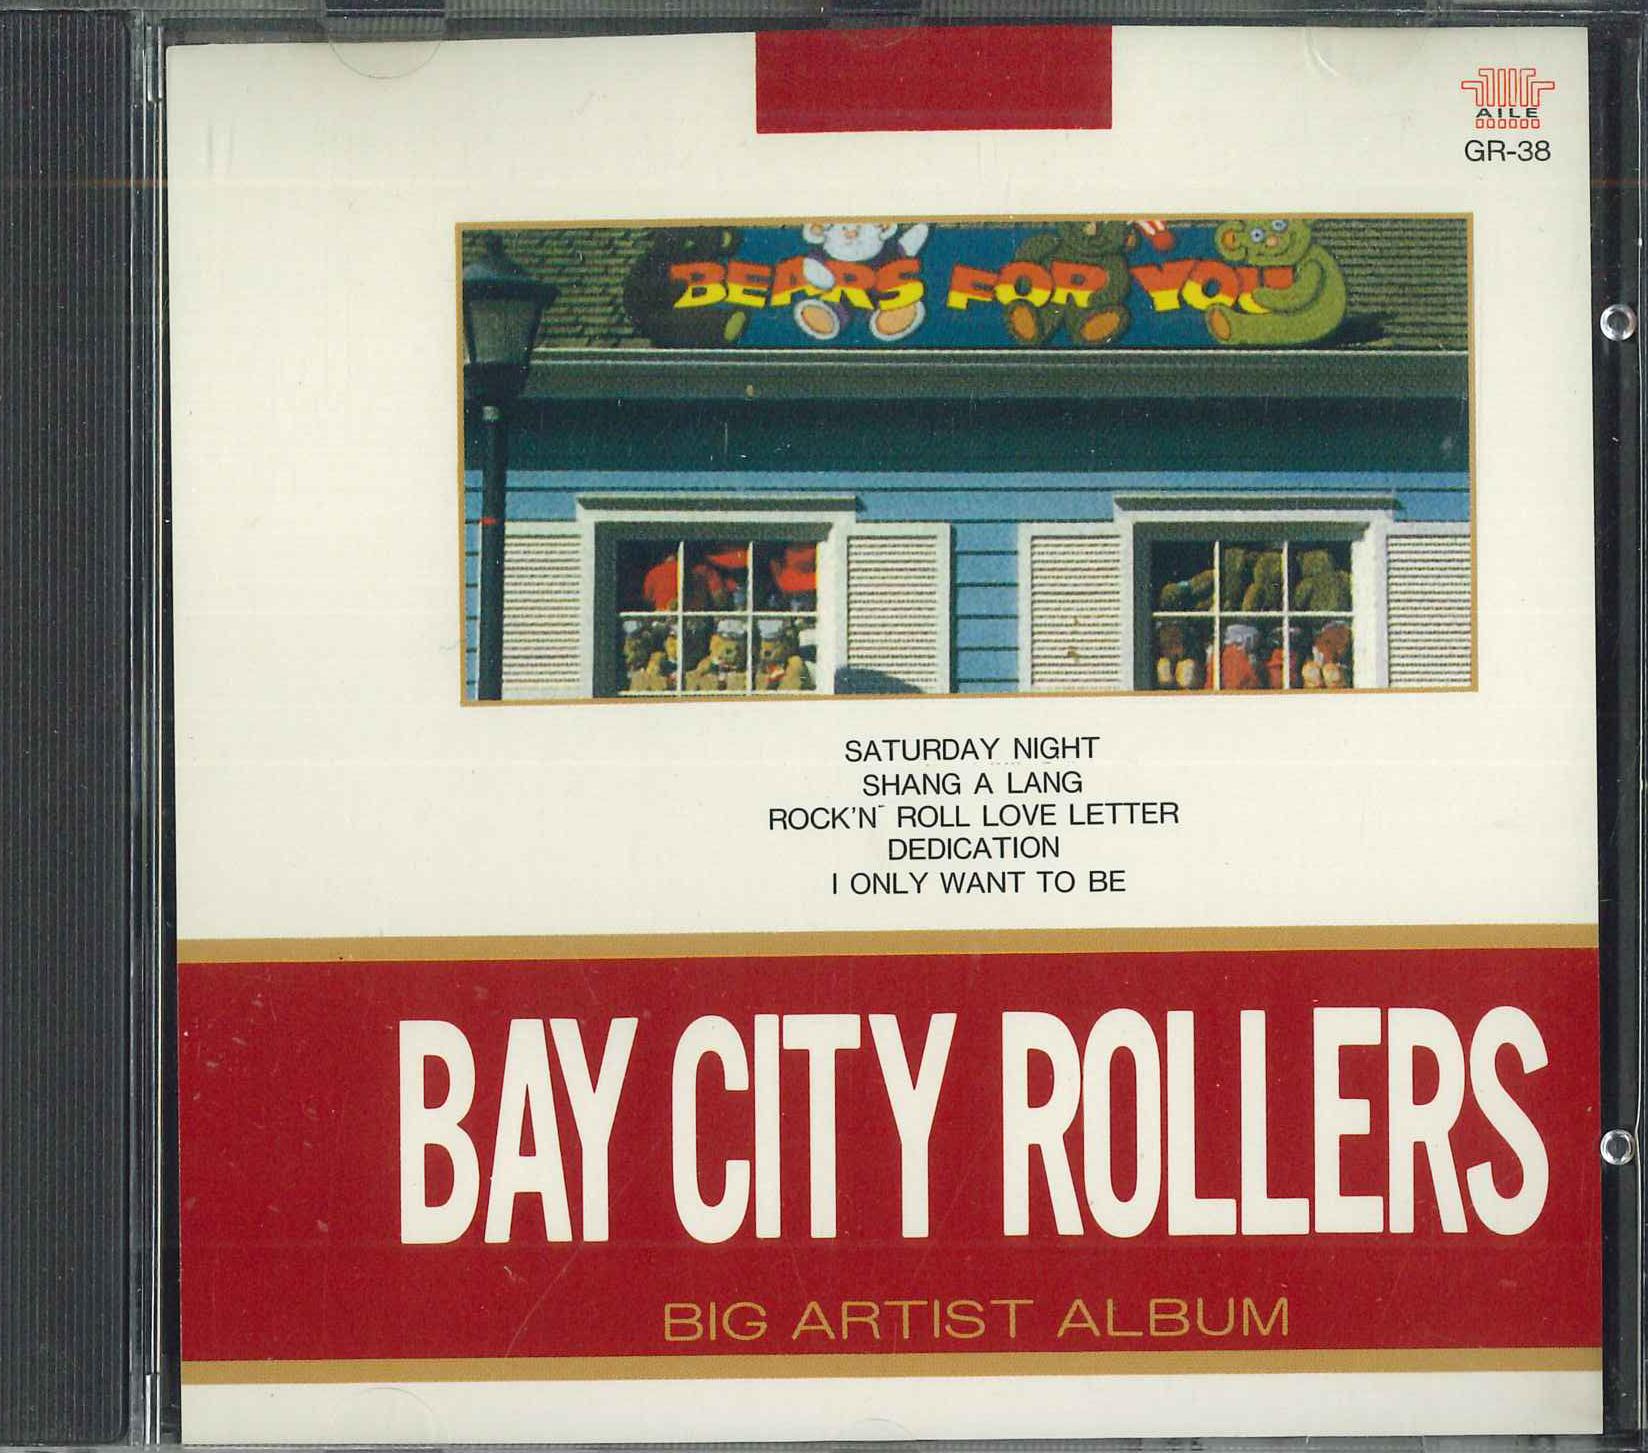 AILE
GR-38
BEARS FOR YOU
SATURDAY NIGHT
SHANG A LANG
ROCK'N' ROLL LOVE LETTER
DEDICATION
I ONLY WANT TO BE
BAY CITY ROLLERS
BIG ARTIST ALBUM